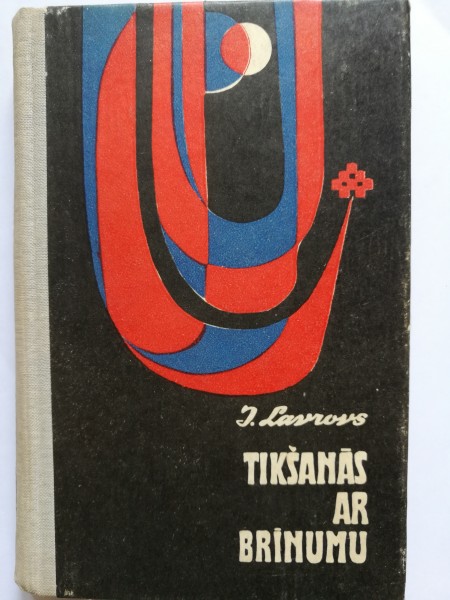 I. Lavrovs
TIKŠANĀS
AR
BRĪNUMU